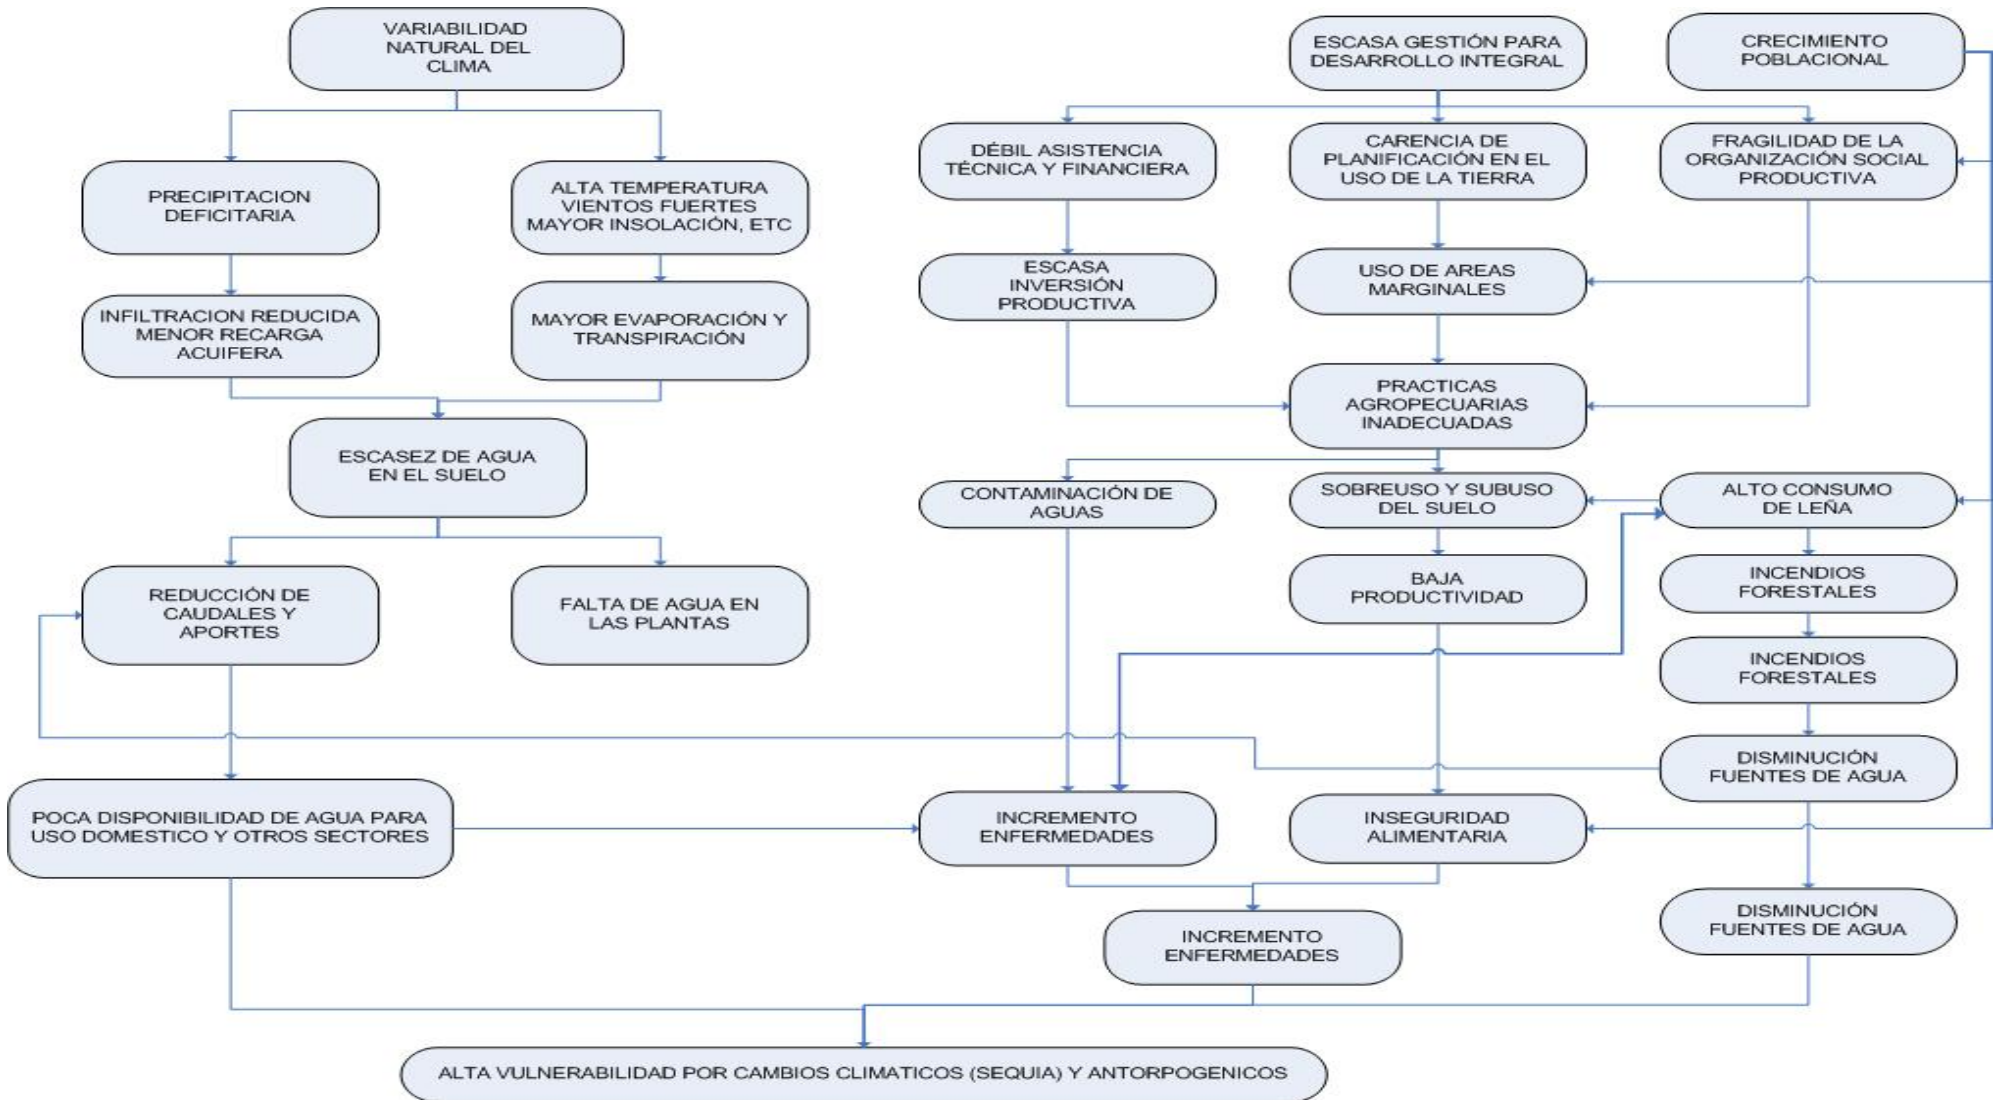 VARIABILIDAD
NATURAL DEL
CLIMA
ESCASA GESTIÓN PARA
DESARROLLO INTEGRAL
CRECIMIENTO
POBLACIONAL
PRECIPITACION
DEFICITARIA
ALTA TEMPERATURA
VIENTOS FUERTES
MAYOR INSOLACIÓN, ETC
DÉBIL ASISTENCIA
TÉCNICA Y FINANCIERA
CARENCIA DE
PLANIFICACIÓN EN EL
USO DE LA TIERRA
FRAGILIDAD DE LA
ORGANIZACIÓN SOCIAL
PRODUCTIVA
INFILTRACION REDUCIDA
MENOR RECARGA
ACUIFERA
MAYOR EVAPORACIÓN Y
TRANSPIRACIÓN
ESCASA
INVERSIÓN
PRODUCTIVA
USO DE AREAS
MARGINALES
PRACTICAS
AGROPECUARIAS
INADECUADAS
ESCASEZ DE AGUA
EN EL SUELO
CONTAMINACIÓN DE
AGUAS
SOBREUSO Y SUBUSO
DEL SUELO
ALTO CONSUMO
DE LEÑA
REDUCCIÓN DE
CAUDALES Y
APORTES
FALTA DE AGUA EN
LAS PLANTAS
BAJA
PRODUCTIVIDAD
INCENDIOS
FORESTALES
INCENDIOS
FORESTALES
DISMINUCIÓN
FUENTES DE AGUA
POCA DISPONIBILIDAD DE AGUA PARA
USO DOMESTICO Y OTROS SECTORES
INCREMENTO
ENFERMEDADES
INSEGURIDAD
ALIMENTARIA
INCREMENTO
ENFERMEDADES
DISMINUCIÓN
FUENTES DE AGUA
ALTA VULNERABILIDAD POR CAMBIOS CLIMATICOS (SEQUIA) Y ANTORPOGENICOS